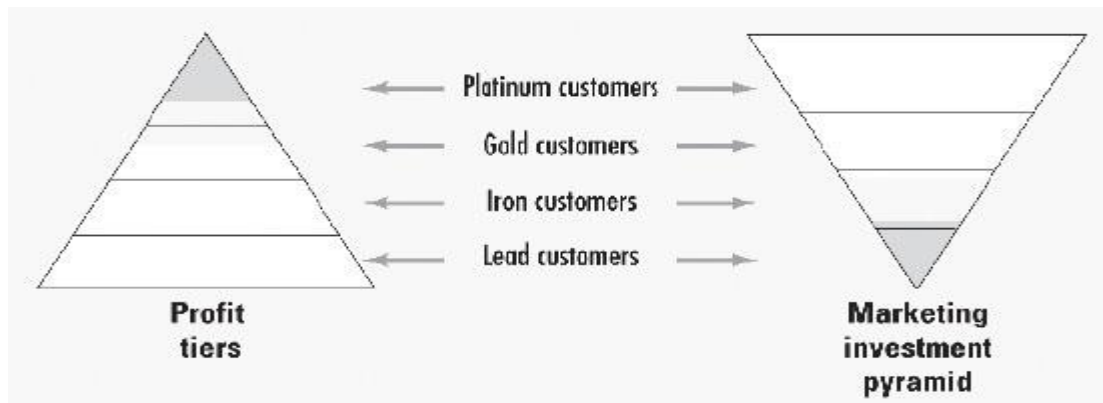 Platinum customers
Gold customers
Iron customers
Lead customers
Profit
tiers
Marketing
investment
pyramid